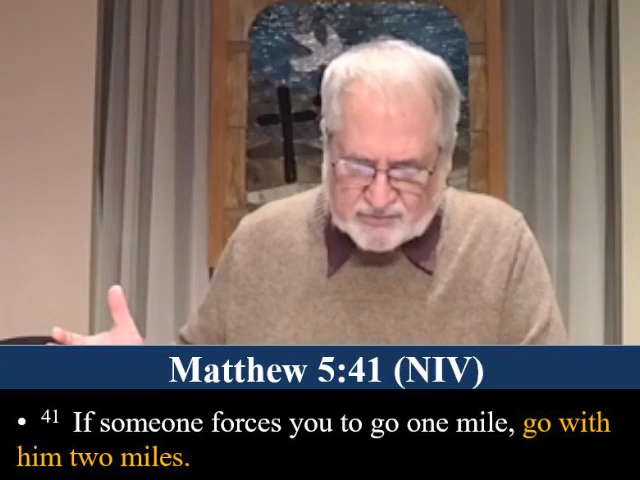 Matthew 5:41 (NIV)
• 41 If someone forces you to go one mile, go with
him two miles.